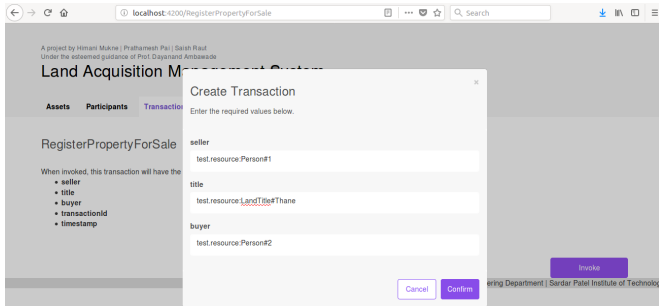 localhost:4200/RegisterPropertyForSale
Search
A project by Himani Mukne | Prathamesh Pai | Saish Raut
Under the esteemed guidance of Prof. Dayanand Ambawade
Land Acquisition Management System
Assets Participants Transaction
RegisterPropertyForSale
When invoked, this transaction will have the
seller
title
buyer
transactionId
timestamp
Create Transaction
×
Enter the required values below.
seller
test.resource:Person#1
title
test.resource:LandTitle#Thane
buyer
test.resource:Person#2
Cancel Confirm
Invoke
ering Department | Sardar Patel Institute of Technolog